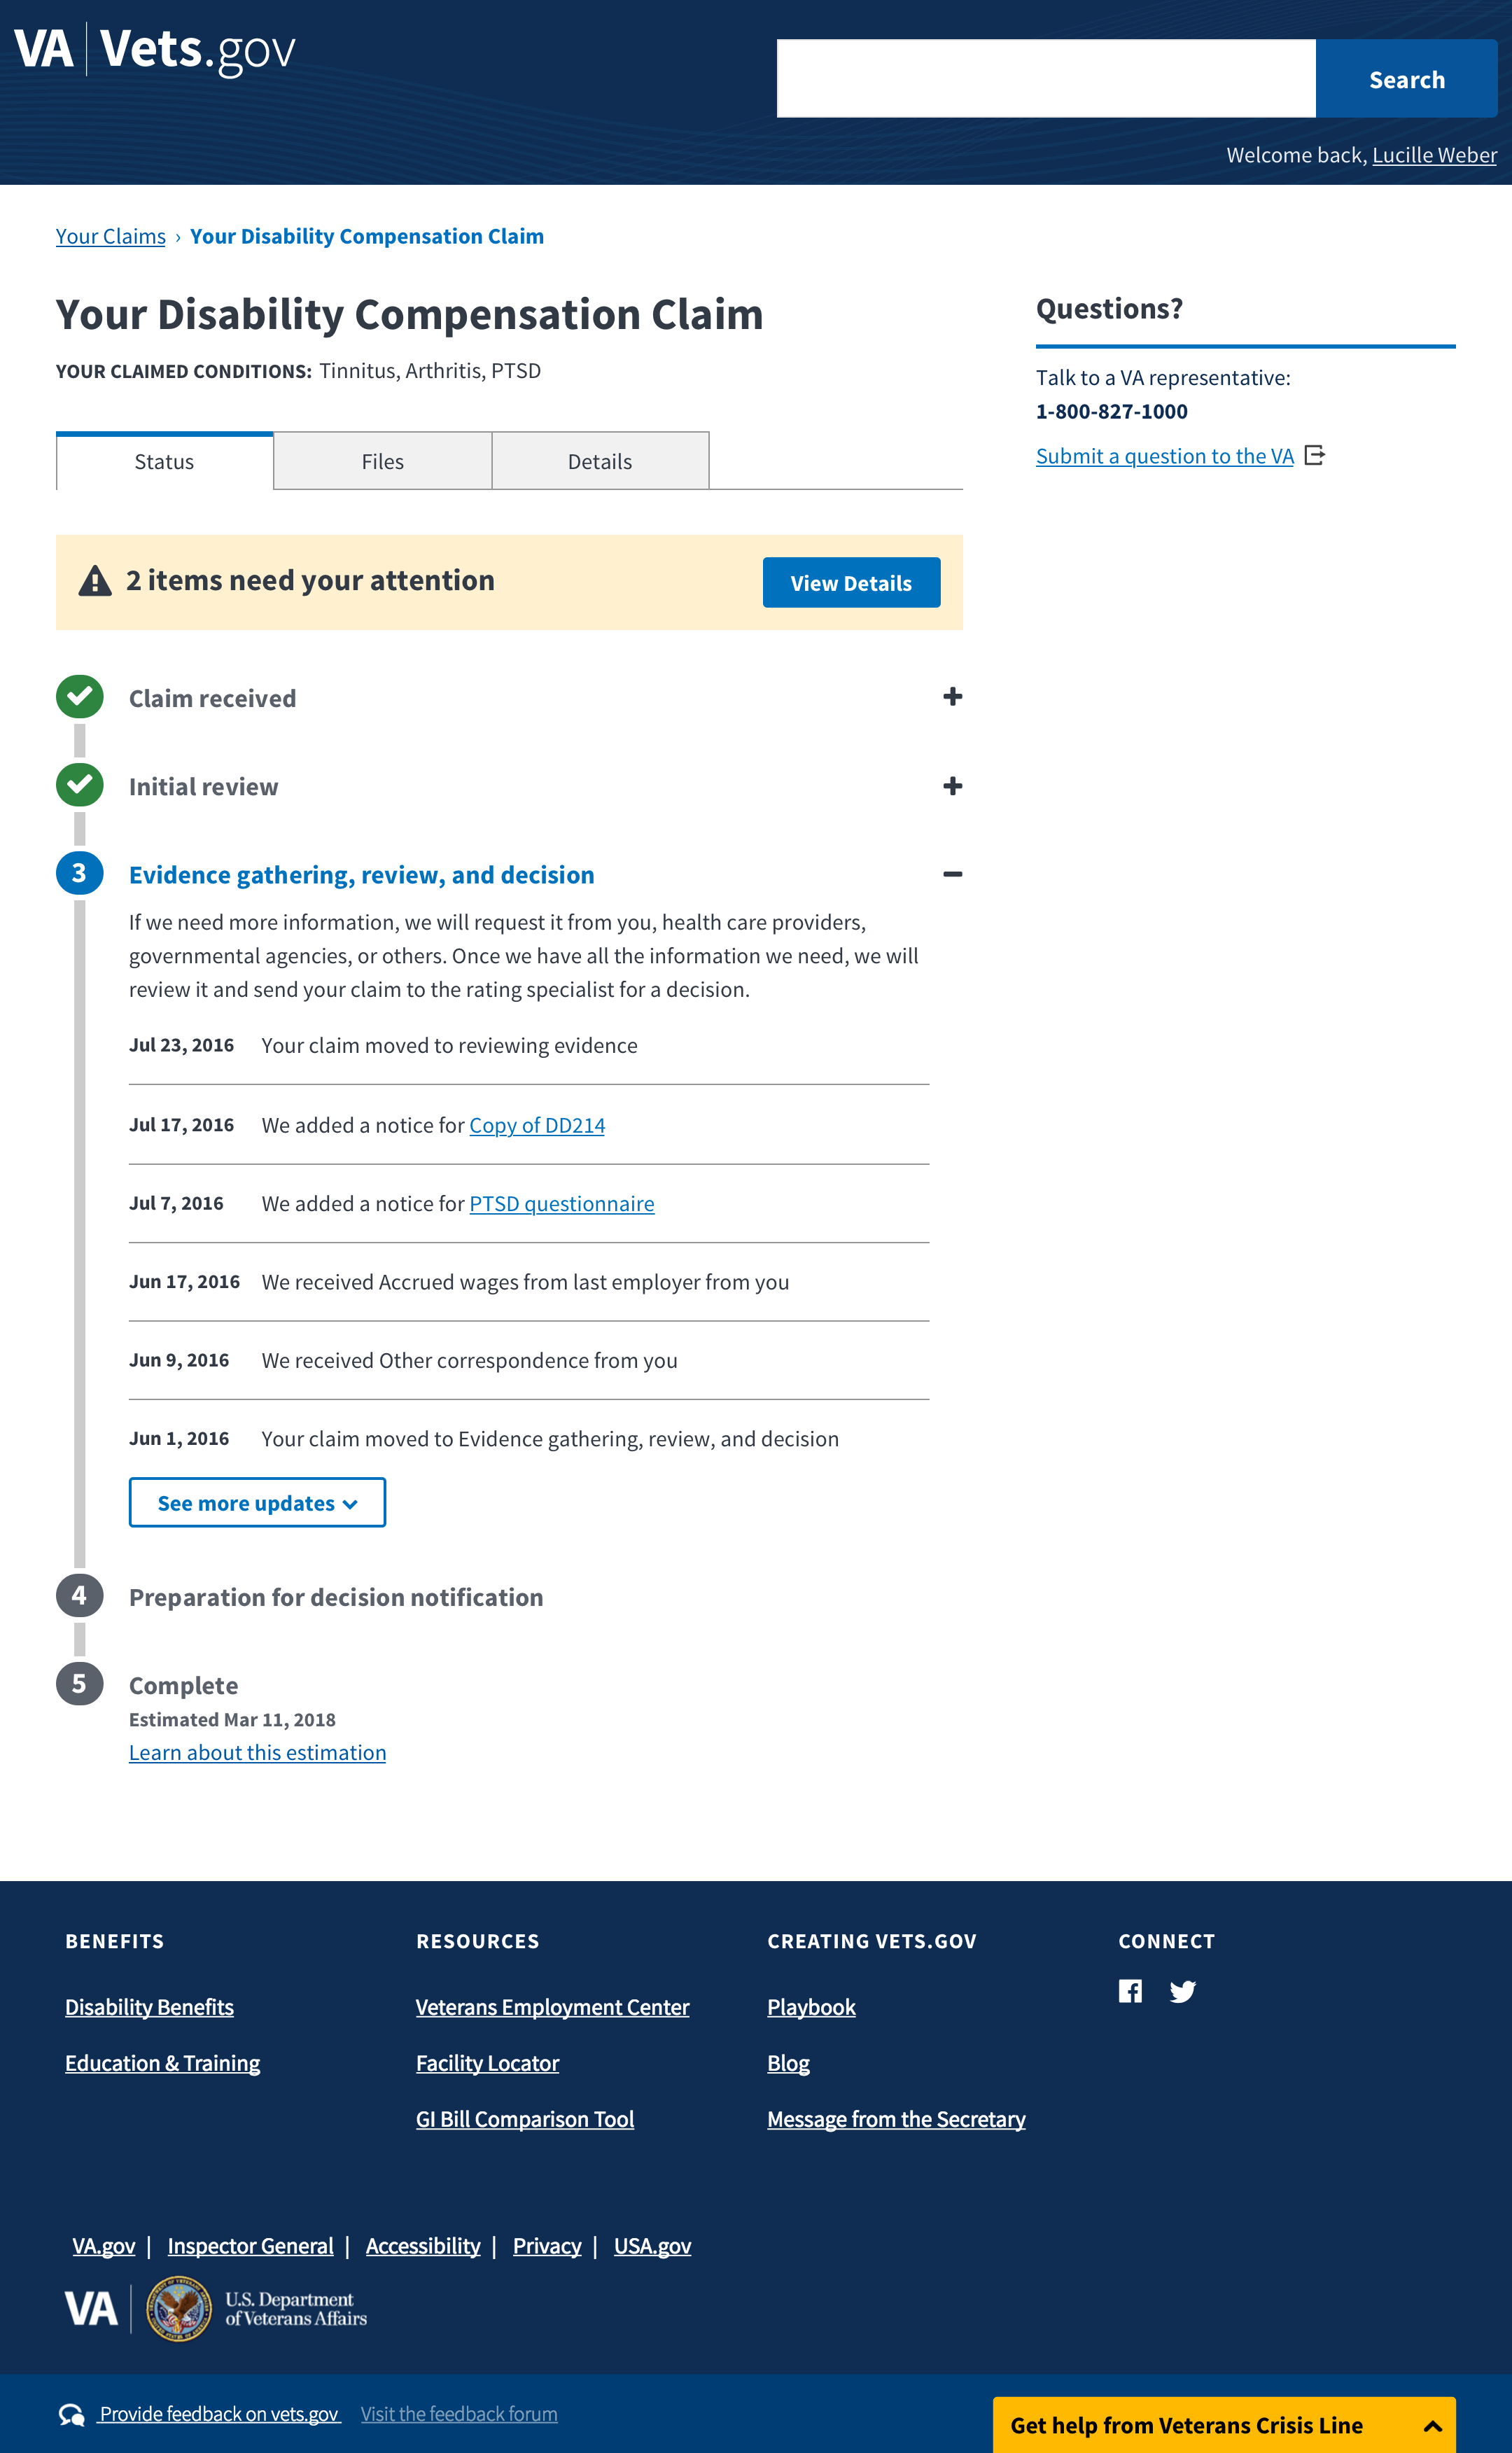 VA | Vets.gov
Search
Welcome back, Lucille Weber
Your Claims › Your Disability Compensation Claim
Your Disability Compensation Claim
YOUR CLAIMED CONDITIONS: Tinnitus, Arthritis, PTSD
Status
Files
Details
2 items need your attention
View Details
Claim received
Initial review
3
Evidence gathering, review, and decision
If we need more information, we will request it from you, health care providers,
governmental agencies, or others. Once we have all the information we need, we will
review it and send your claim to the rating specialist for a decision.
Jul 23, 2016 Your claim moved to reviewing evidence
Jul 17, 2016 We added a notice for Copy of DD214
Jul 7, 2016 We added a notice for PTSD questionnaire
Jun 17, 2016 We received Accrued wages from last employer from you
Jun 9, 2016 We received Other correspondence from you
Jun 1, 2016 Your claim moved to Evidence gathering, review, and decision
See more updates
4
Preparation for decision notification
5
Complete
Estimated Mar 11, 2018
Learn about this estimation
Questions?
Talk to a VA representative:
1-800-827-1000
Submit a question to the VA
BENEFITS
Disability Benefits
Education & Training
RESOURCES
Veterans Employment Center
Facility Locator
GI Bill Comparison Tool
CREATING VETS.GOV
Playbook
Blog
Message from the Secretary
CONNECT
VA.gov | Inspector General | Accessibility | Privacy | USA.gov
VA
U.S. Department
of Veterans Affairs
Provide feedback on vets.gov Visit the feedback forum
Get help from Veterans Crisis Line